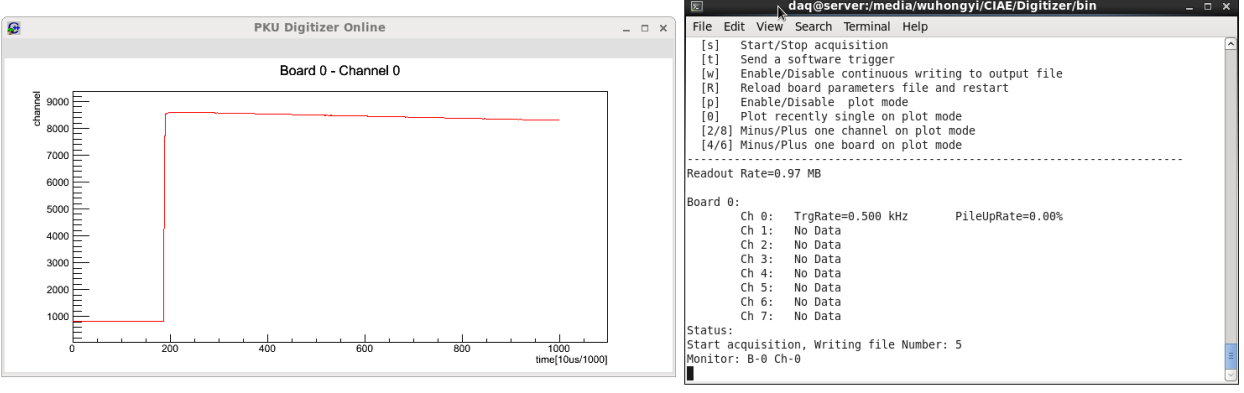 PKU Digitizer Online
Board 0 - Channel 0
channel
9000
8000
7000
6000
5000
4000
3000
2000
1000
0 200 400 600 800 1000
time[10us/1000]
daq@server:/media/wuhongyi/CIAE/Digitizer/bin
File Edit View Search Terminal Help
[s] Start/Stop acquisition
[t] Send a software trigger
[w] Enable/Disable continuous writing to output file
[R] Reload board parameters file and restart
[p] Enable/Disable plot mode
[0] Plot recently single on plot mode
[2/8] Minus/Plus one channel on plot mode
[4/6] Minus/Plus one board on plot mode
--------------------------------------------------------------------------
Readout Rate=0.97 MB
Board 0:
Ch 0: TrgRate=0.500 kHz PileUpRate=0.00%
Ch 1: No Data
Ch 2: No Data
Ch 3: No Data
Ch 4: No Data
Ch 5: No Data
Ch 6: No Data
Ch 7: No Data
Status:
Start acquisition, Writing file Number: 5
Monitor: B-0 Ch-0